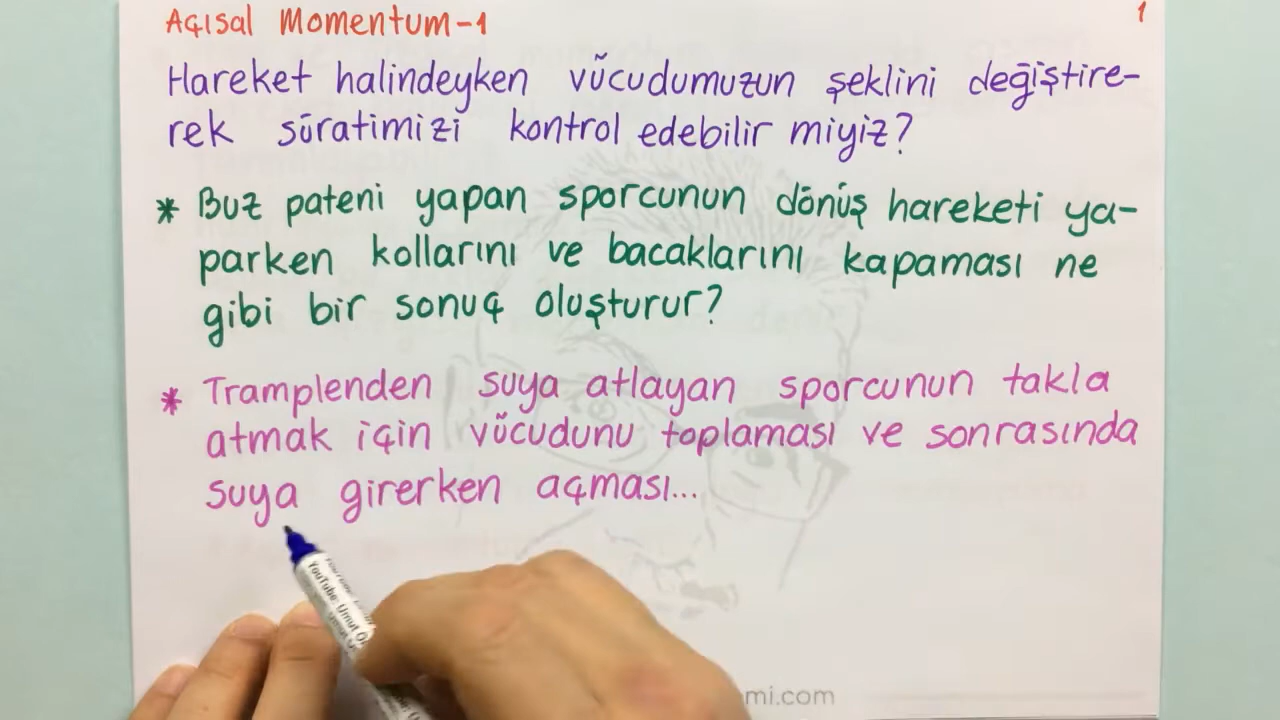 Açısal Momentum-1
1
Hareket halindeyken vücudumuzun şeklini değiştire-
rek süratimizi kontrol edebilir miyiz?
* Buz pateni yapan sporcunun dönüş hareketi ya-
parken kollarını ve bacaklarını kapaması ne
gibi bir sonuç oluşturur?
* Tramplenden suya atlayan sporcunun takla
atmak için vücudunu toplaması ve sonrasında
suya girerken açması...
YouTube: Umut
mi.com